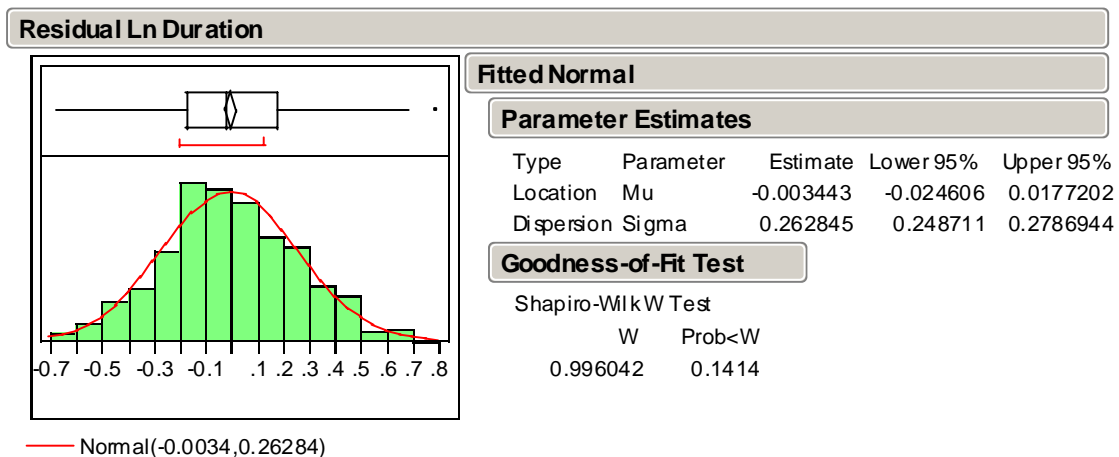 Residual Ln Duration
Fitted Normal
Parameter Estimates
Type Parameter Estimate Lower 95% Upper 95%
Location Mu -0.003443 -0.024606 0.0177202
Dispersion Sigma 0.262845 0.248711 0.2786944
Goodness-of-Fit Test
Shapiro-Wilk W Test
W Prob<W
0.996042 0.1414
-0.7 -0.5 -0.3 -0.1 .1 .2 .3 .4 .5 .6 .7 .8
Normal(-0.0034,0.26284)